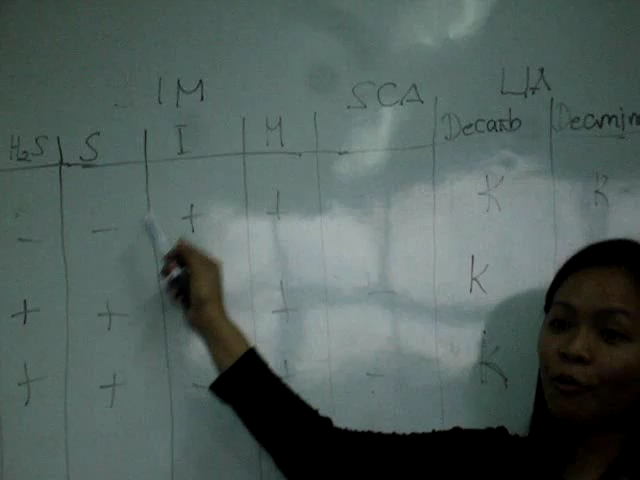 IM SCA LIA
H₂S S I M Decarb Deamin
- - + + - K K
K
+ + + -
+ + - + - K